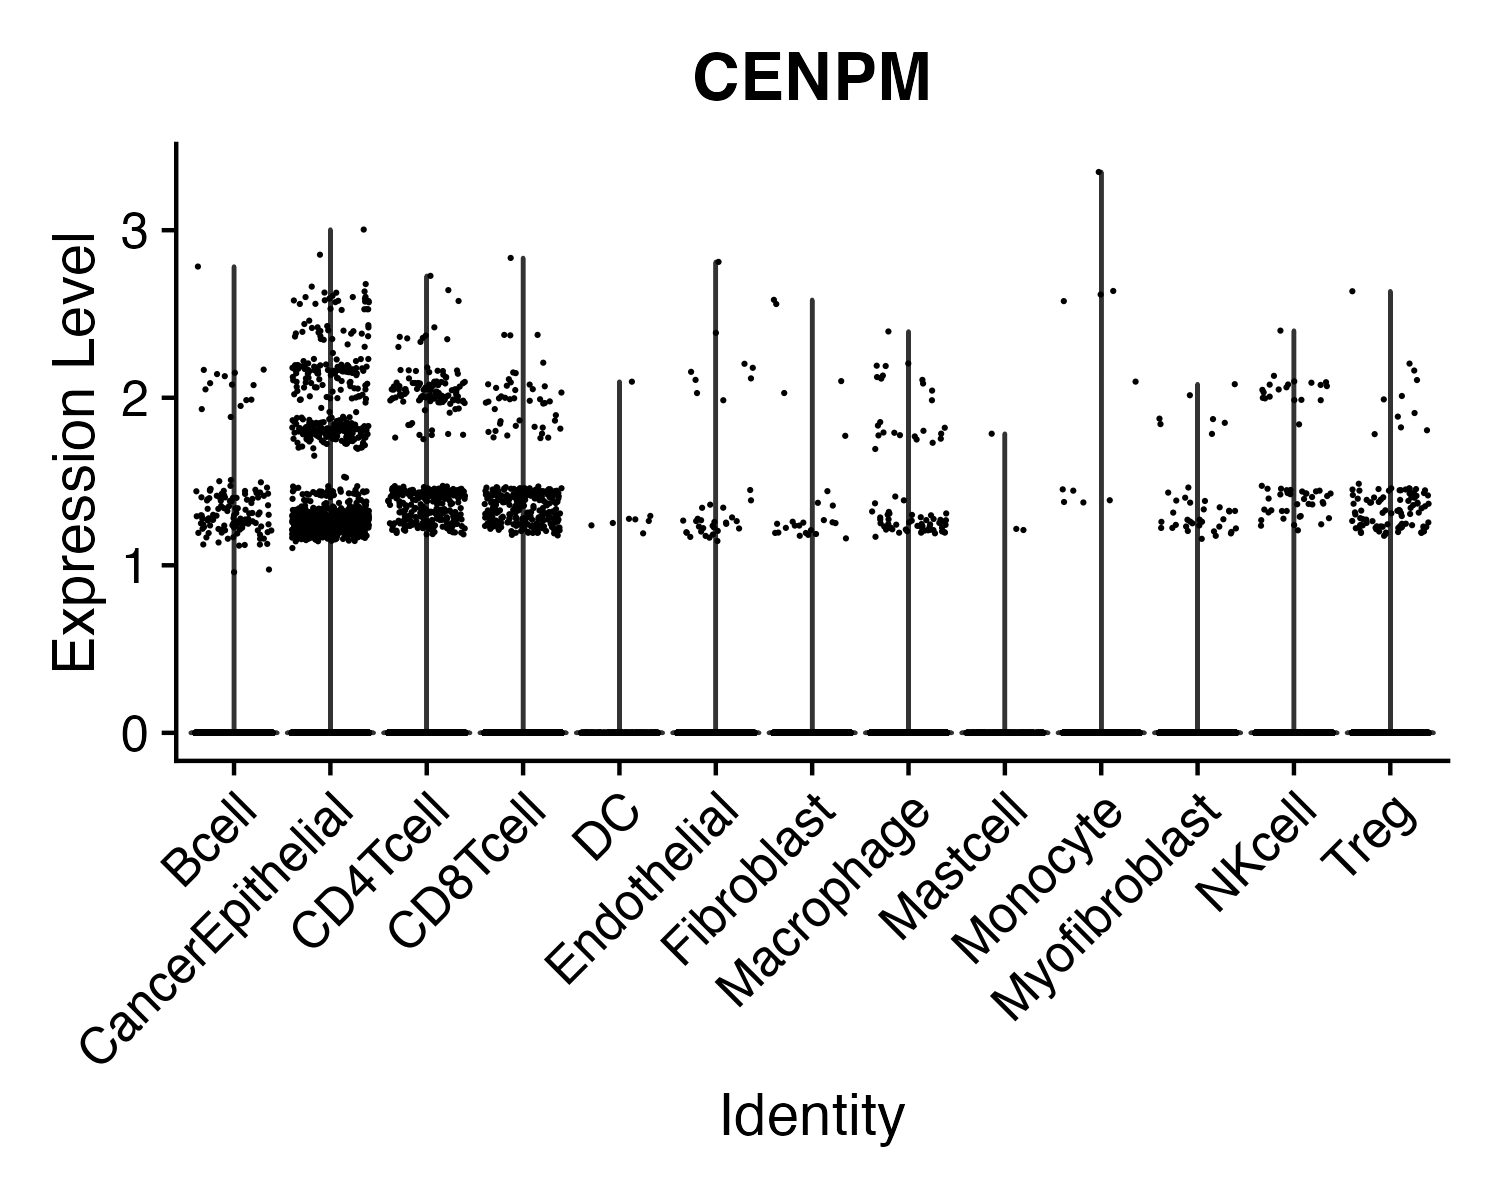 CENPM
Expression Level
3
2
1
0
Bcell
CancerEpithelial
CD4Tcell
CD8Tcell
DC
Endothelial
Fibroblast
Macrophage
Mastcell
Monocyte
Myofibroblast
NKcell
Treg
Identity